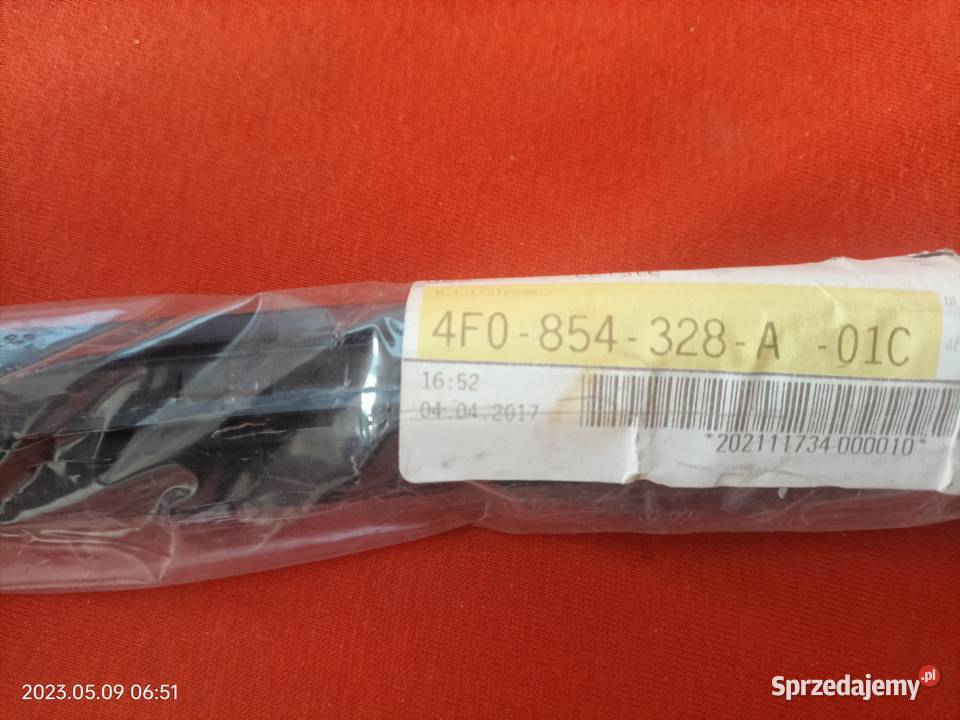 4F0-854-328-A -01C
16:52
04.04.2017
*202111734 000010*
2023.05.09 06:51
Sprzedajemy.pl